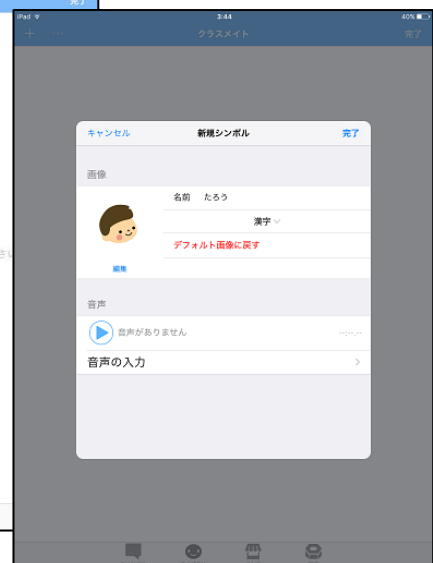 完了
iPad 3:44 40%
クラスメイト 完了
キャンセル 新規シンボル 完了
画像
名前 たろう
漢字
デフォルト画像に戻す
編集
さい
音声
音声がありません --:--.--
音声の入力